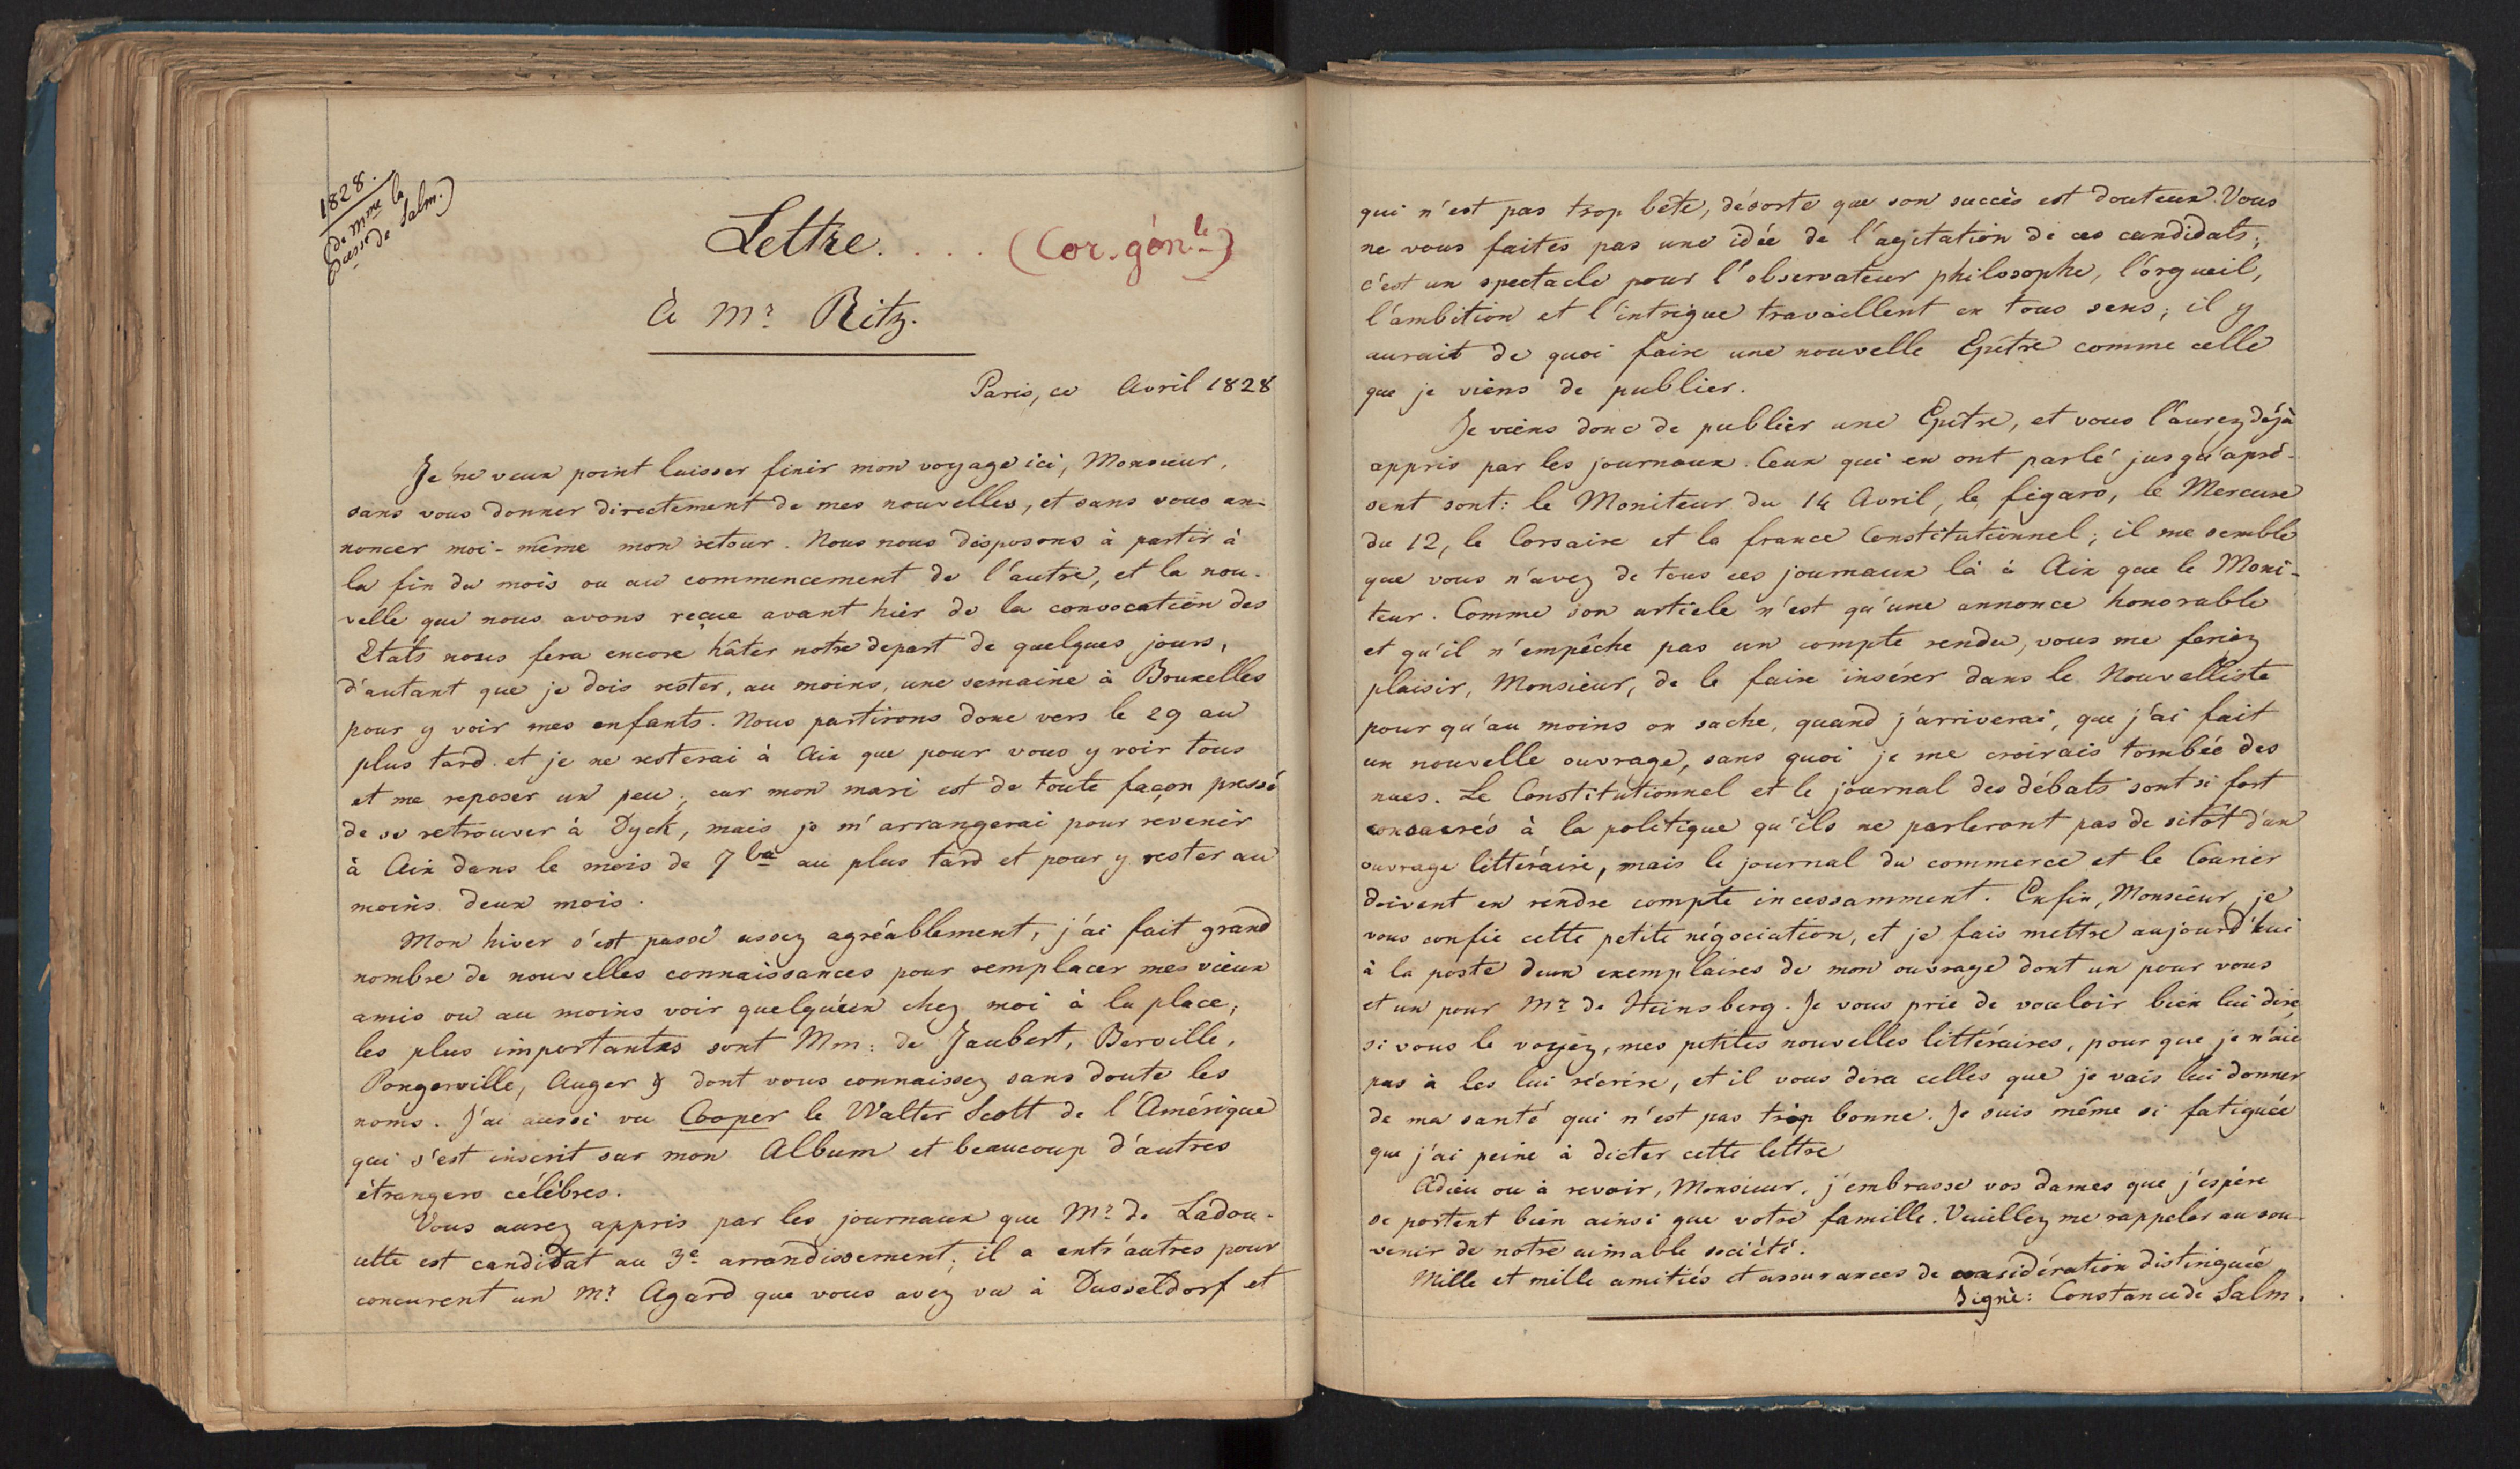 1828.
(de Mme la
Pcesse de Salm.)
Lettre. . . . (Cor. génle)
À Mr Ritz.
Paris, ce Avril 1828
Je ne veux point laisser finir mon voyage ici, Monsieur,
sans vous donner directement de mes nouvelles, et sans vous an-
noncer moi-même mon retour. Nous nous disposons à partir à
la fin du mois ou au commencement de l'autre, et la nou-
velle que nous avons reçue avant hier de la convocation des
Etats nous fera encore hâter notre depart de quelques jours,
d'autant que je dois rester, au moins, une semaine à Bruxelles
pour y voir mes enfants. Nous partirons donc vers le 29 au
plus tard et je ne resterai à Aix que pour vous y voir tous
et me reposer un peu; car mon mari est de toute façon pressé
de se retrouver à Dyck, mais je m'arrangerai pour revenir
à Aix dans le mois de 7bre au plus tard et pour y rester au
moins deux mois.
Mon hiver s'est passé assez agréablement, j'ai fait grand
nombre de nouvelles connaissances pour remplacer mes vieux
amis ou au moins voir quelqu'un chez moi à la place;
les plus importantes sont Mm: de Jaubert, Berville,
Pongerville, Auger & dont vous connaissez sans doute les
noms. J'ai aussi vu Cooper le Walter Scott de l'Amérique
qui s'est inscrit sur mon Album et beaucoup d'autres
étrangers célèbres.
Vous aurez appris par les journaux que Mr de Ladou-
cette est candidat au 3e arrondissement; il a entr'autres pour
concurent un Mr Agard que vous avez vu à Dusseldorf et
qui n'est pas trop bête, désorte que son succès est douteux. Vous
ne vous faites pas une idée de l'agitation de ces candidats;
c'est un spectacle pour l'observateur philosophe, l'orgueil,
l'ambition et l'intrigue travaillent en tous sens; il y
aurait de quoi faire une nouvelle Epitre comme celle
que je viens de publier.
Je viens donc de publier une Epitre, et vous l'aurez déjà
appris par les journaux. Ceux qui en ont parlé jusqu'apré-
sent sont: le Moniteur du 14 Avril, le figaro, le Mercure
du 12, le Corsaire et la france Constitutionnel; il me semble
que vous n'avez de tous ces journaux là à Aix que le Moni-
teur. Comme son article n'est qu'une annonce honorable
et qu'il n'empêche pas un compte rendu, vous me feriez
plaisir, Monsieur, de le faire insérer dans le Nouvelliste
pour qu'au moins on sache, quand j'arriverai, que j'ai fait
un nouvelle ouvrage, sans quoi je me croirais tombée des
nues. Le Constitutionnel et le journal des débats sont si fort
consacrés à la politique qu'ils ne parleront pas de sitôt d'un
ouvrage littéraire, mais le journal du commerce et le Courier
doivent en rendre compte incessamment. Enfin, Monsieur, je
vous confie cette petite négociation, et je fais mettre aujourd'hui
à la poste deux exemplaires de mon ouvrage dont un pour vous
et un pour Mr de Heinsberg. Je vous prie de vouloir bien lui dire,
si vous le voyez, mes petites nouvelles littéraires, pour que je n'aie
pas à les lui récrire, et il vous dira celles que je vais lui donner
de ma santé qui n'est pas trop bonne. Je suis même si fatiguée
que j'ai peine à dicter cette lettre
Adieu ou à revoir, Monsieur, j'embrasse vos dames que j'espère
se portent bien ainsi que votre famille. Veuillez me rappeler au sou-
venir de notre aimable société.
Mille et mille amitiés et assurances de considération distinguée
Signé: Constance de Salm.